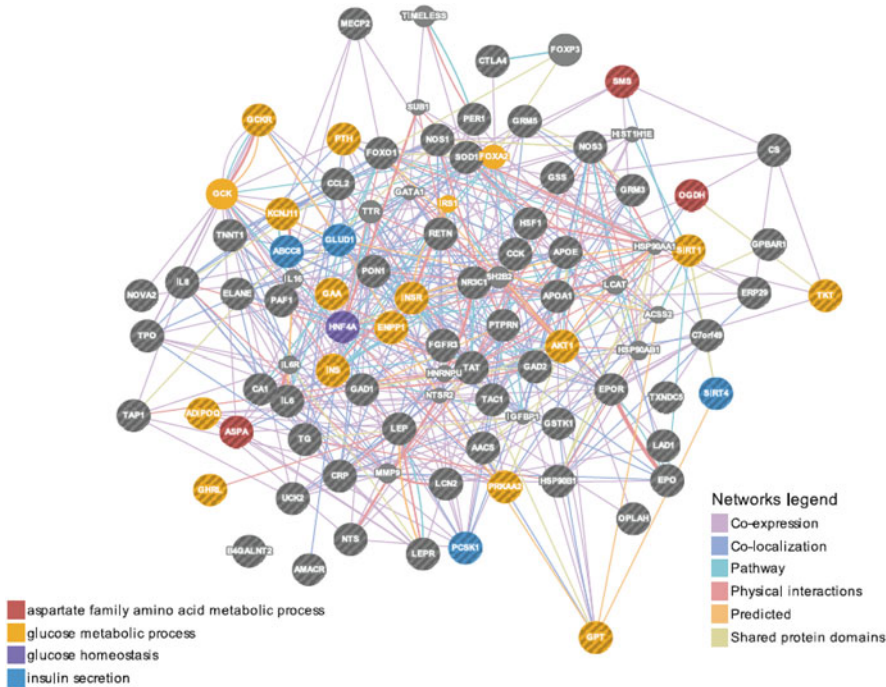 MECP2
TIMELESS
CTLA4
FOXP3
SMS
SUB1
GCKR
PTH
NOS1
PER1
GRM5
HIST1H1E
NOS3
CS
FOXO1
SOD1
FOXA2
GSS
GRM3
OGDH
GCK
CCL2
GATA1
IRS1
KCNJ11
TTR
TNNT1
GLUD1
RETN
HSF1
HSP90AA1
SIRT1
GPBAR1
ABCC8
CCK
APOE
IL8
IL16
PON1
NR3C1
SH2B2
LCAT
ERP29
TKT
NOVA2
ELANE
PAF1
GAA
INSR
APOA1
ACSS2
TPO
HNF4A
ENPP1
PTPRN
C7orf49
FGFR3
AKT1
HSP90AB1
IL6R
INS
HNRNPU
TAT
GAD2
CA1
GAD1
NTSR2
EPOR
TXNDC5
SIRT4
IL6
TAC1
TAP1
ADIPOQ
IGFBP1
ASPA
LEP
GSTK1
TG
AACS
LAD1
CRP
MMP9
GHRL
LCN2
PRKAA2
HSP90B1
EPO
UCK2
OPLAH
NTS
B4GALNT2
LEPR
PCSK1
AMACR
GPT
Networks legend
Co-expression
Co-localization
Pathway
Physical interactions
Predicted
Shared protein domains
aspartate family amino acid metabolic process
glucose metabolic process
glucose homeostasis
insulin secretion